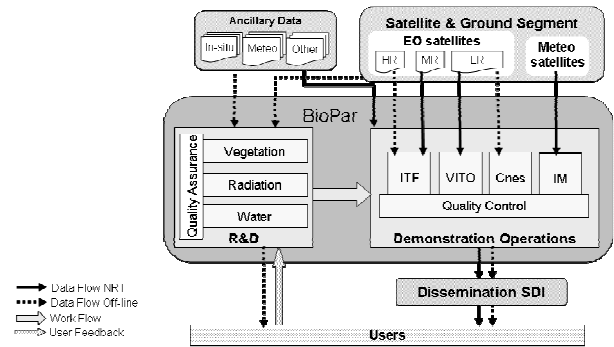 Ancillary Data
In-situ
Meteo
Other
Satellite & Ground Segment
EO satellites
HR
MR
LR
Meteo
satellites
BioPar
Quality Assurance
Vegetation
Radiation
Water
R&D
ITF
VITO
Cnes
IM
Quality Control
Demonstration Operations
Dissemination SDI
Users
Data Flow NRT
Data Flow Off-line
Work Flow
User Feedback